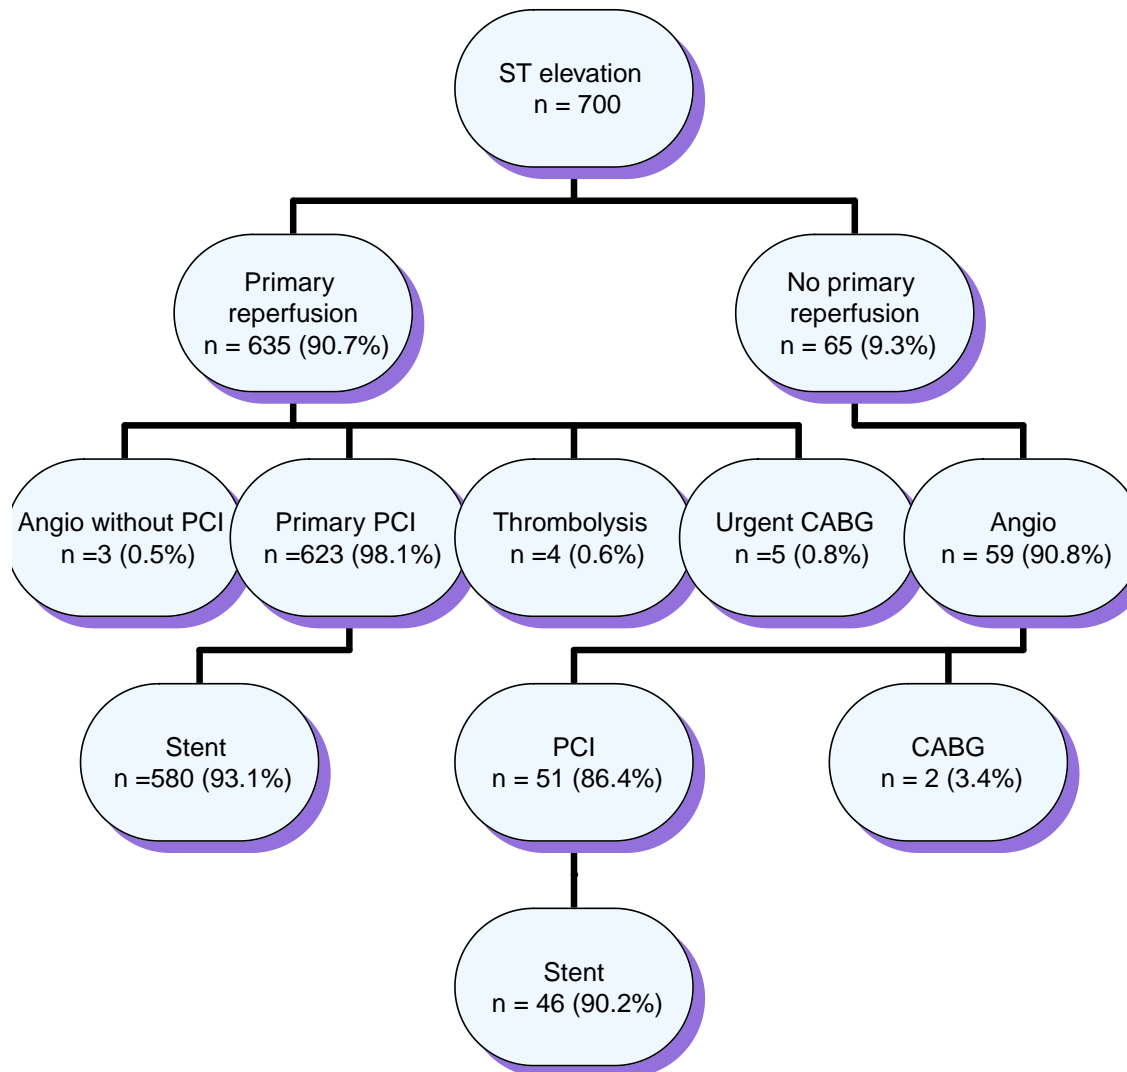 ST elevation
n = 700
Primary
reperfusion
n = 635 (90.7%)
No primary
reperfusion
n = 65 (9.3%)
Angio without PCI
n =3 (0.5%)
Primary PCI
n =623 (98.1%)
Thrombolysis
n =4 (0.6%)
Urgent CABG
n =5 (0.8%)
Angio
n = 59 (90.8%)
Stent
n =580 (93.1%)
PCI
n = 51 (86.4%)
CABG
n = 2 (3.4%)
Stent
n = 46 (90.2%)